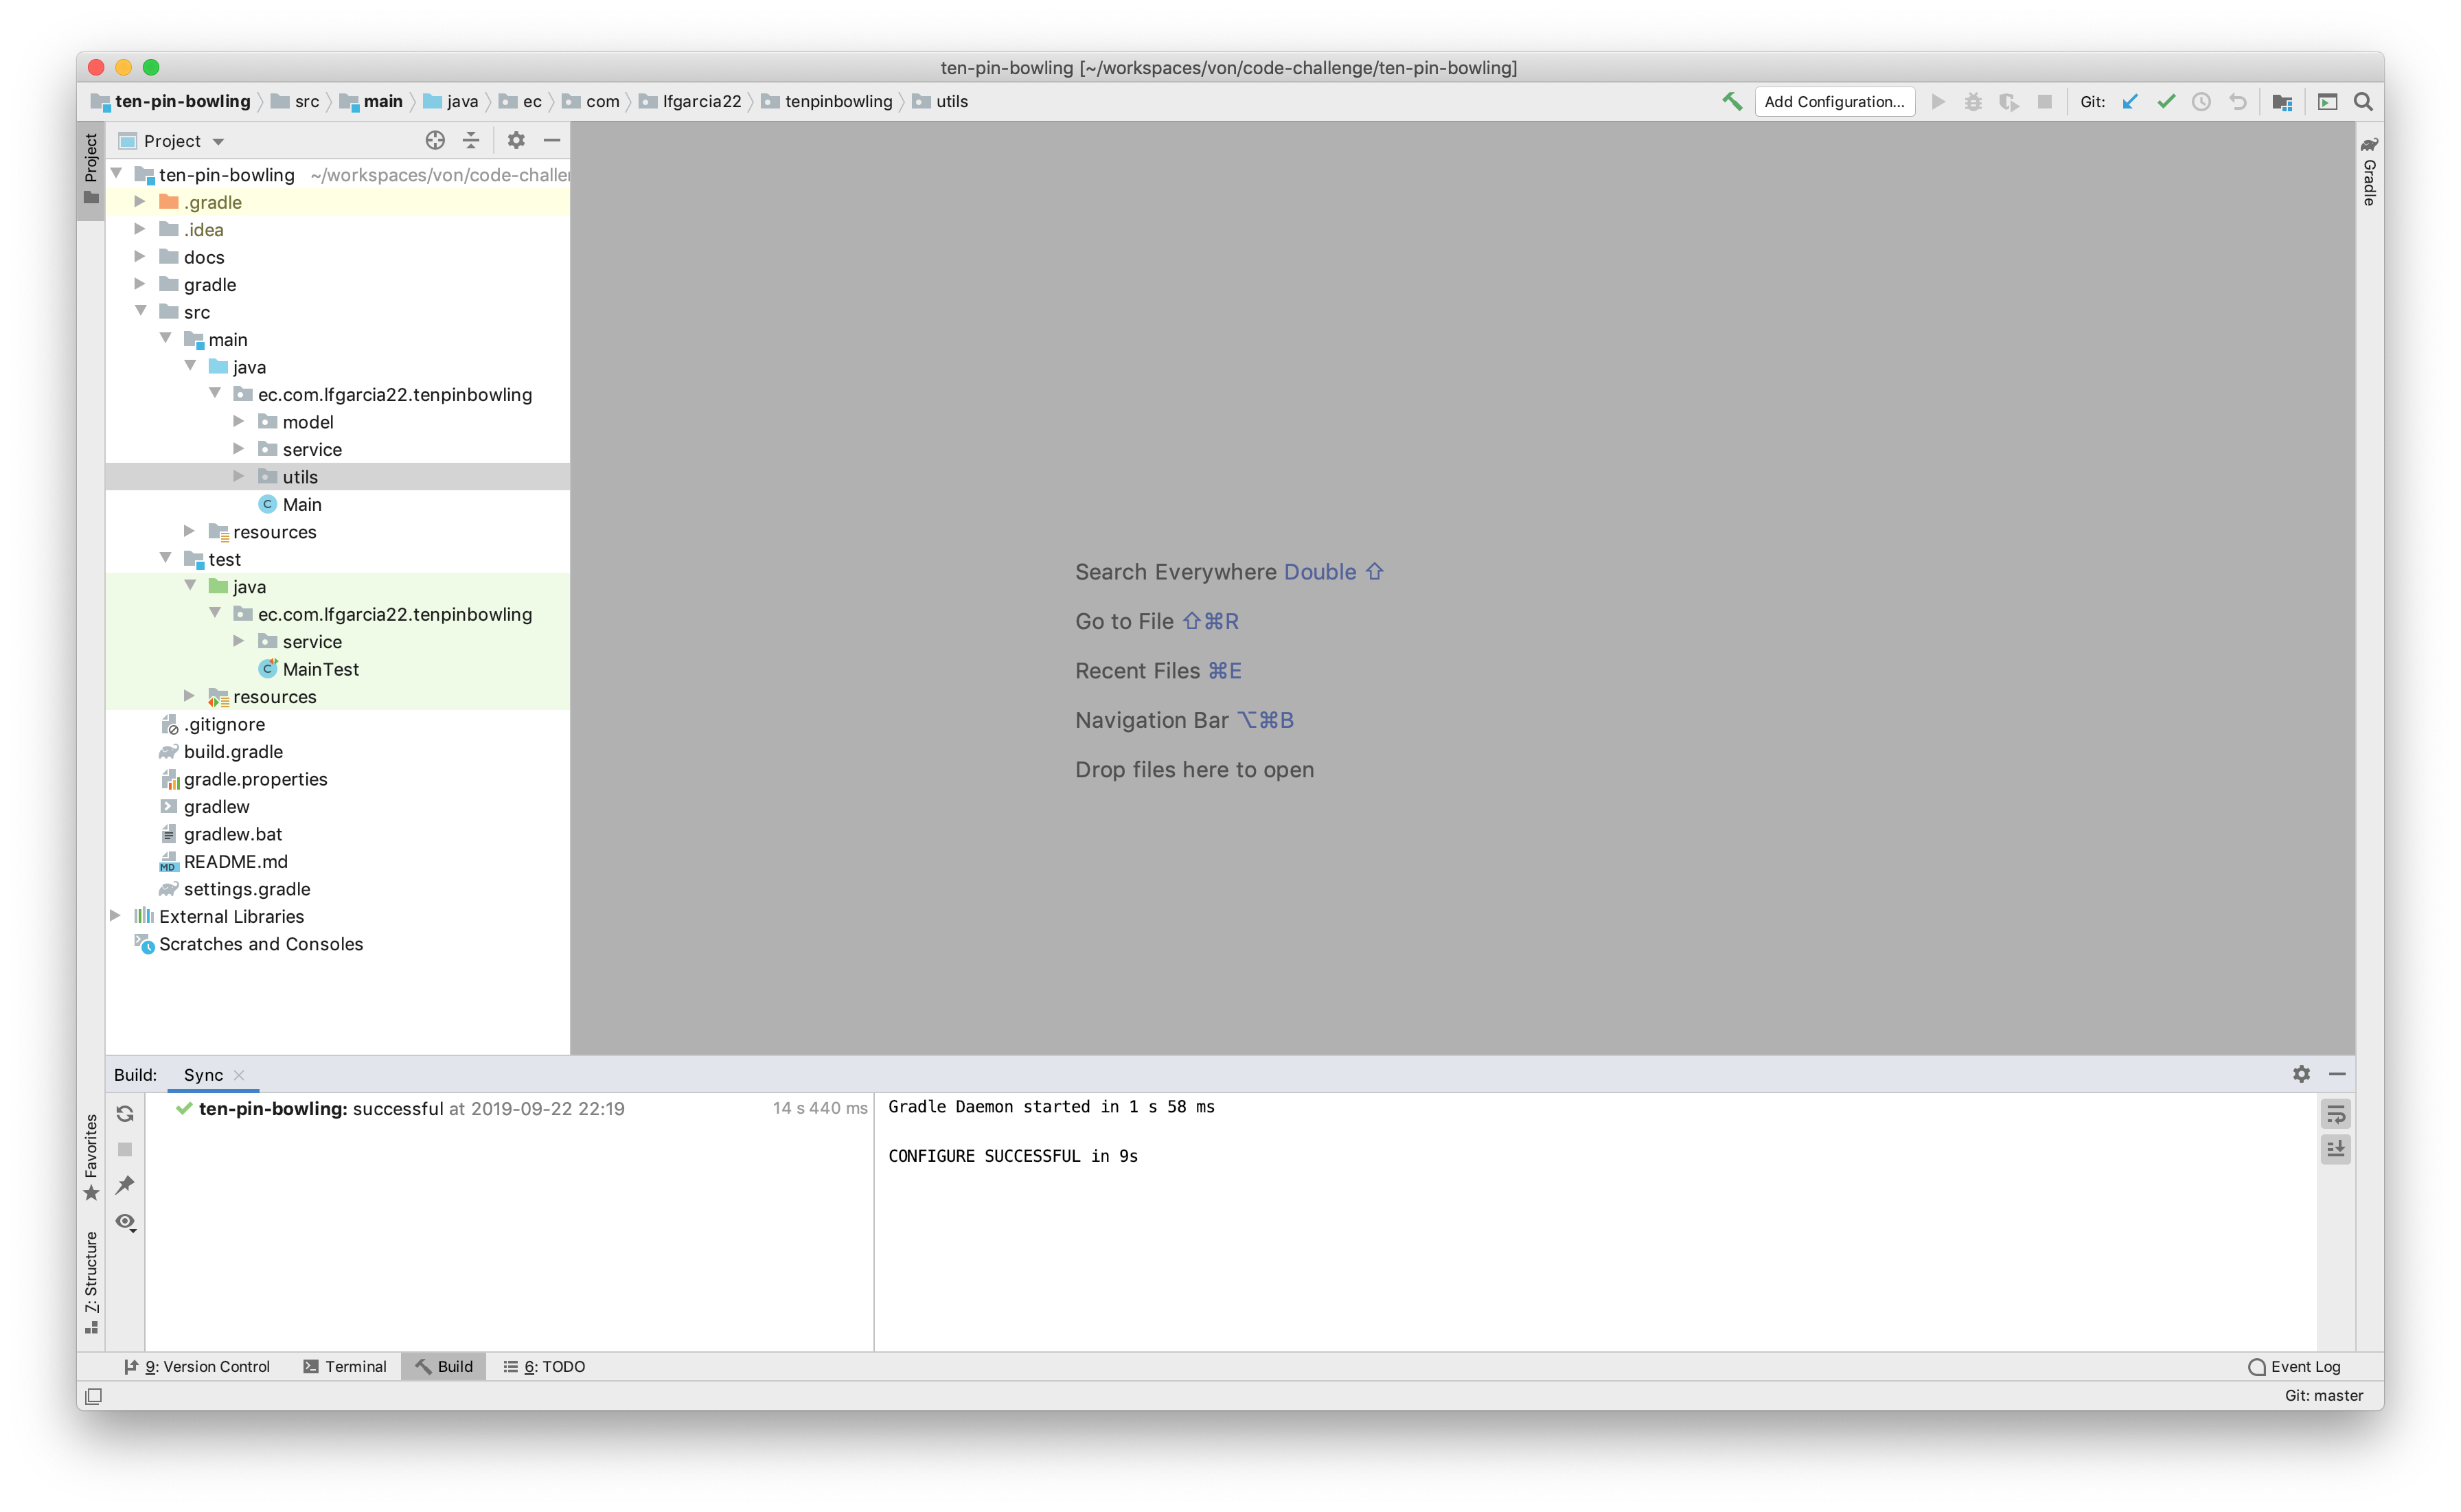 ten-pin-bowling [~/workspaces/von/code-challenge/ten-pin-bowling]
ten-pin-bowling src main java ec com lfgarcia22 tenpinbowling utils Add Configuration... Git:
Project
Project
Gradle
ten-pin-bowling ~/workspaces/von/code-challe
.gradle
.idea
docs
gradle
src
main
java
ec.com.lfgarcia22.tenpinbowling
model
service
utils
Main
resources
test
java
ec.com.lfgarcia22.tenpinbowling
service
MainTest
resources
.gitignore
build.gradle
gradle.properties
gradlew
gradlew.bat
README.md
settings.gradle
External Libraries
Scratches and Consoles
Search Everywhere Double ⇧
Go to File ⇧⌘R
Recent Files ⌘E
Navigation Bar ⌥⌘B
Drop files here to open
Build: Sync
ten-pin-bowling: successful at 2019-09-22 22:19 14 s 440 ms
Gradle Daemon started in 1 s 58 ms
CONFIGURE SUCCESSFUL in 9s
Favorites
7: Structure
9: Version Control Terminal Build 6: TODO Event Log
Git: master